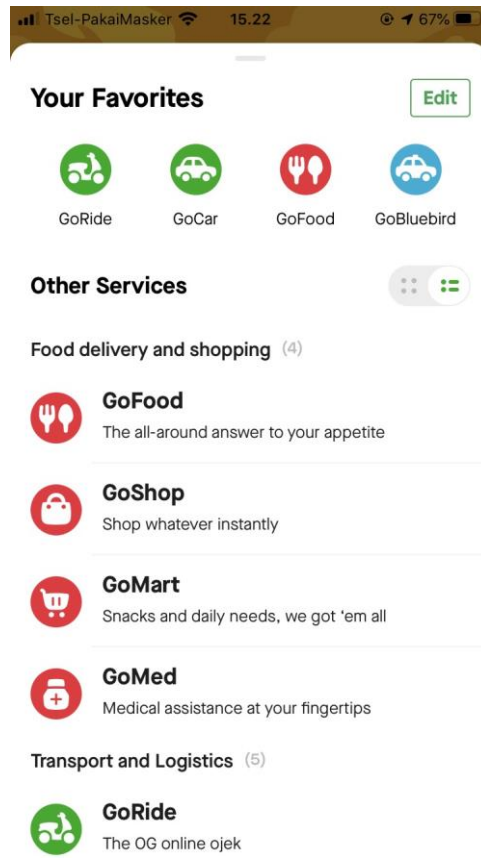 Tsel-PakaiMasker 15.22 67%
Your Favorites Edit
GoRide GoCar GoFood GoBluebird
Other Services
Food delivery and shopping (4)
GoFood
The all-around answer to your appetite
GoShop
Shop whatever instantly
GoMart
Snacks and daily needs, we got ‘em all
GoMed
Medical assistance at your fingertips
Transport and Logistics (5)
GoRide
The OG online ojek